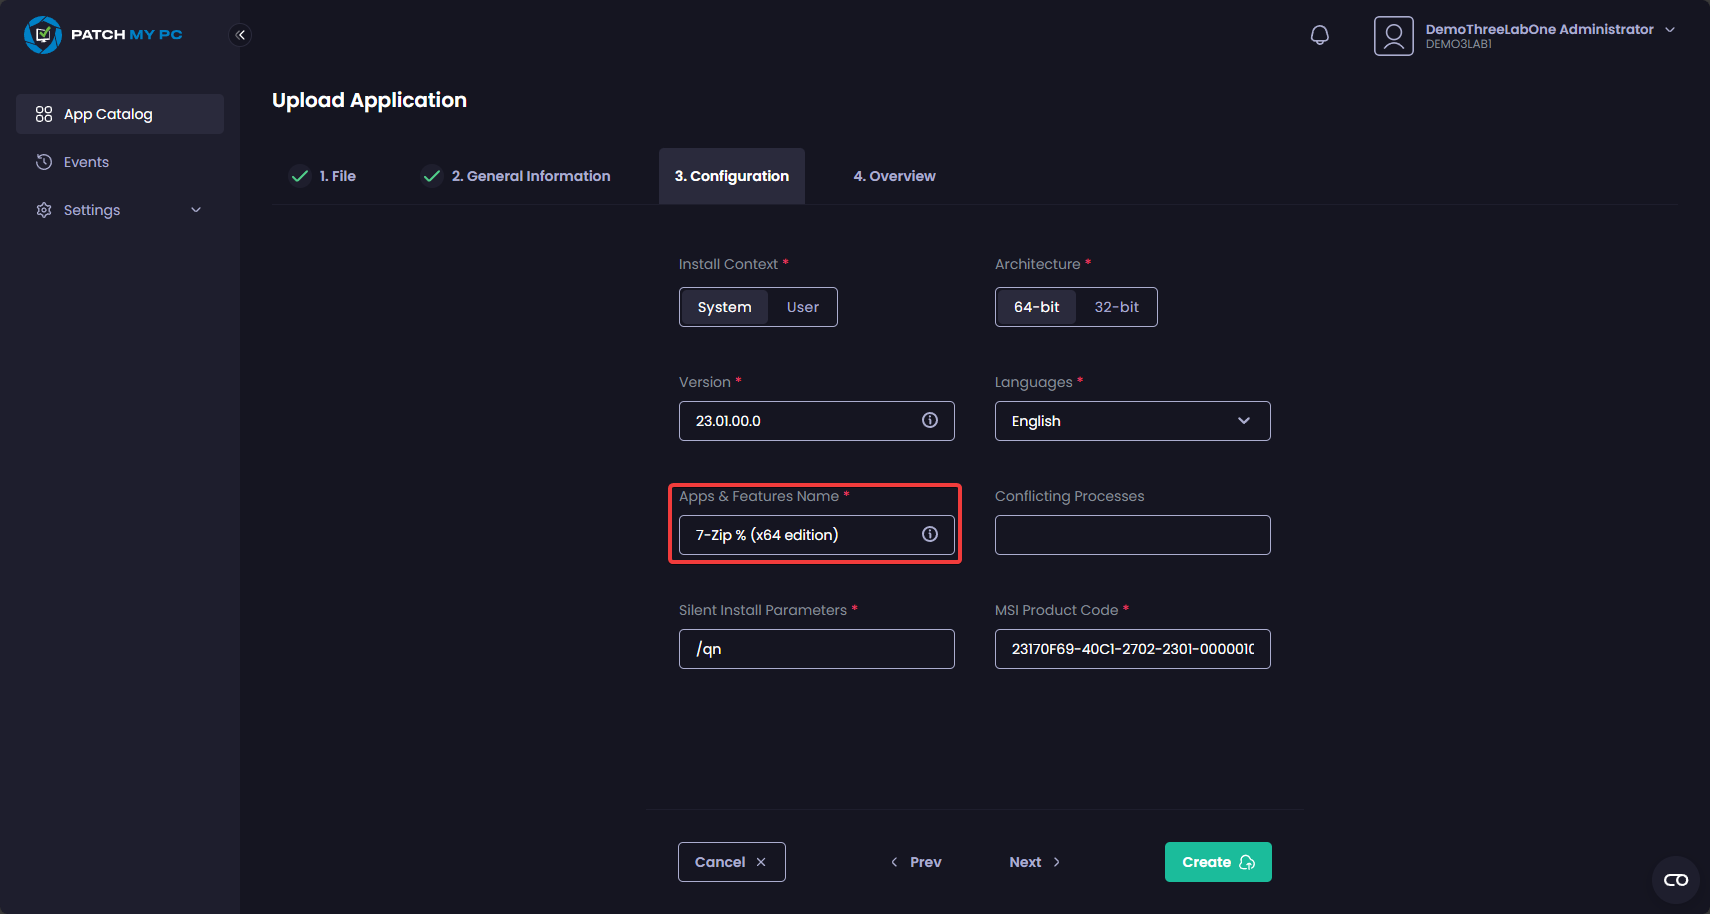 PATCH MY PC
DemoThreeLabOne Administrator
DEMO3LAB1
App Catalog
Events
Settings
Upload Application
1. File
2. General Information
3. Configuration
4. Overview
Install Context *
Architecture *
System
User
64-bit
32-bit
Version *
Languages *
23.01.00.0
English
Apps & Features Name *
Conflicting Processes
7-Zip % (x64 edition)
Silent Install Parameters *
MSI Product Code *
/qn
23170F69-40C1-2702-2301-0000010
Cancel
Prev
Next
Create